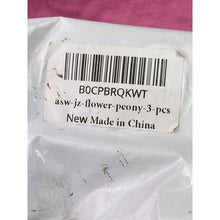 B0CPBRQKWT
asw-jz-flower-peony-3-pcs
New Made in China